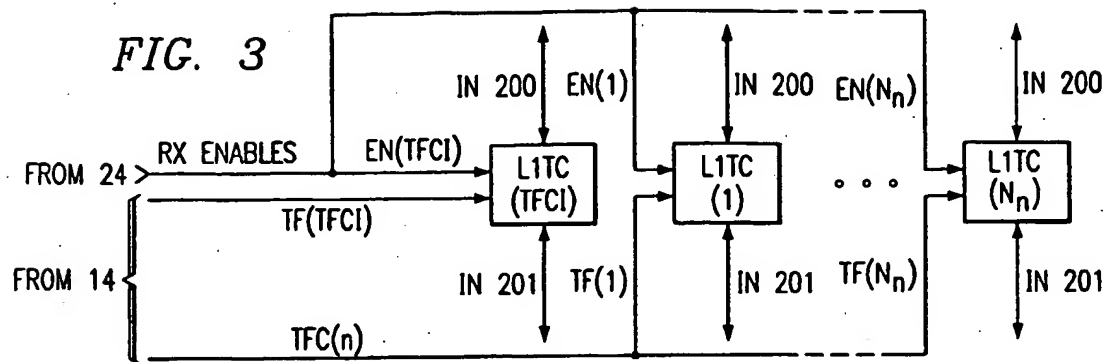 FIG. 3
IN 200
EN(1)
IN 200
EN(Nn)
IN 200
FROM 24
RX ENABLES
EN(TFCI)
L1TC
(TFCI)
L1TC
(1)
L1TC
(Nn)
TF(TFCI)
FROM 14
IN 201
TF(1)
IN 201
TF(Nn)
IN 201
TFC(n)